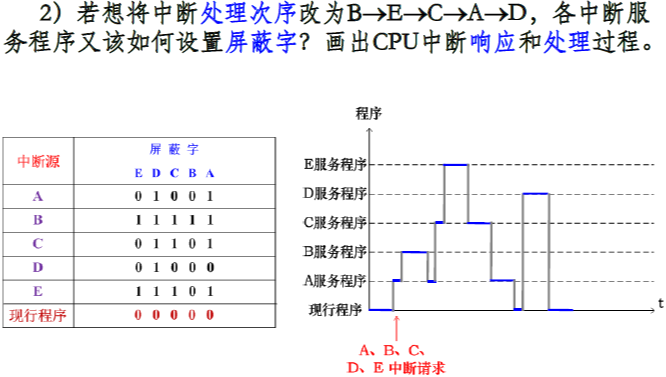 2）若想将中断处理次序改为B→E→C→A→D，各中断服
务程序又该如何设置屏蔽字？画出CPU中断响应和处理过程。
中断源
屏 蔽 字
E D C B A
A 0 1 0 0 1
B 1 1 1 1 1
C 0 1 1 0 1
D 0 1 0 0 0
E 1 1 1 0 1
现行程序 0 0 0 0 0
程序
E服务程序
D服务程序
C服务程序
B服务程序
A服务程序
现行程序
t
A、B、C、
D、E 中断请求